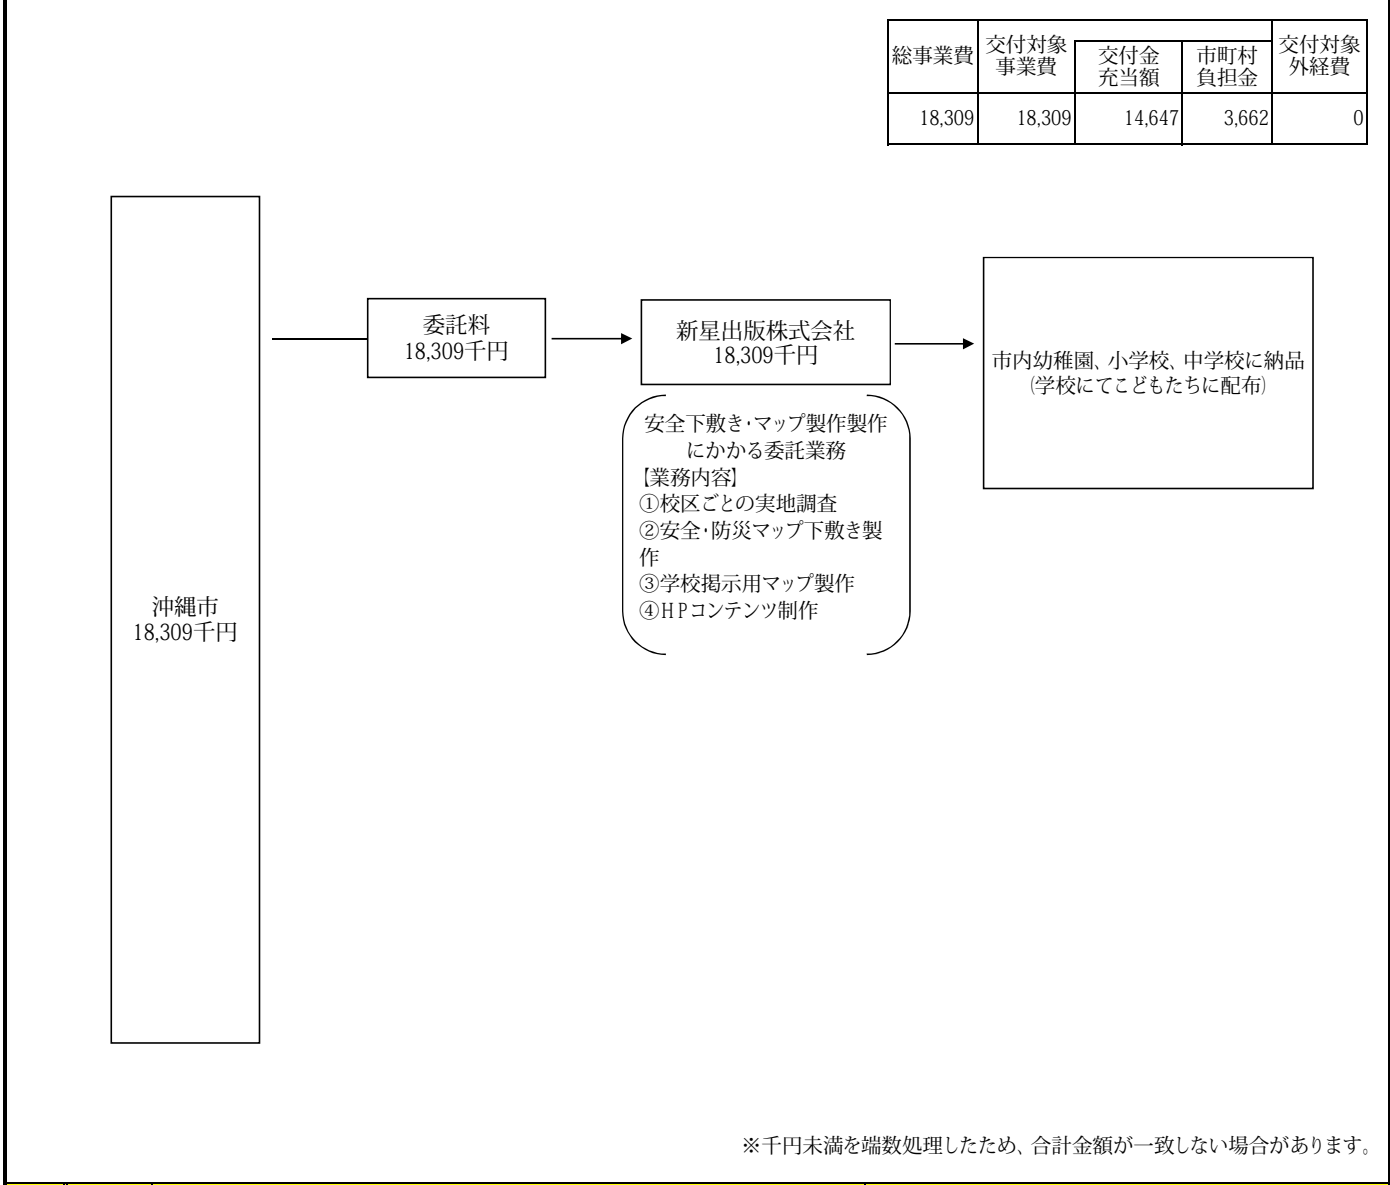 総事業費
交付対象
事業費
交付金
充当額
市町村
負担金
交付対象
外経費
18,309
18,309
14,647
3,662
0
委託料
18,309千円
新星出版株式会社
18,309千円
市内幼稚園、小学校、中学校に納品
(学校にてこどもたちに配布)
安全下敷き・マップ製作製作
にかかる委託業務
【業務内容】
①校区ごとの実地調査
②安全・防災マップ下敷き製
作
③学校掲示用マップ製作
④HPコンテンツ制作
沖縄市
18,309千円
※千円未満を端数処理したため、合計金額が一致しない場合があります。